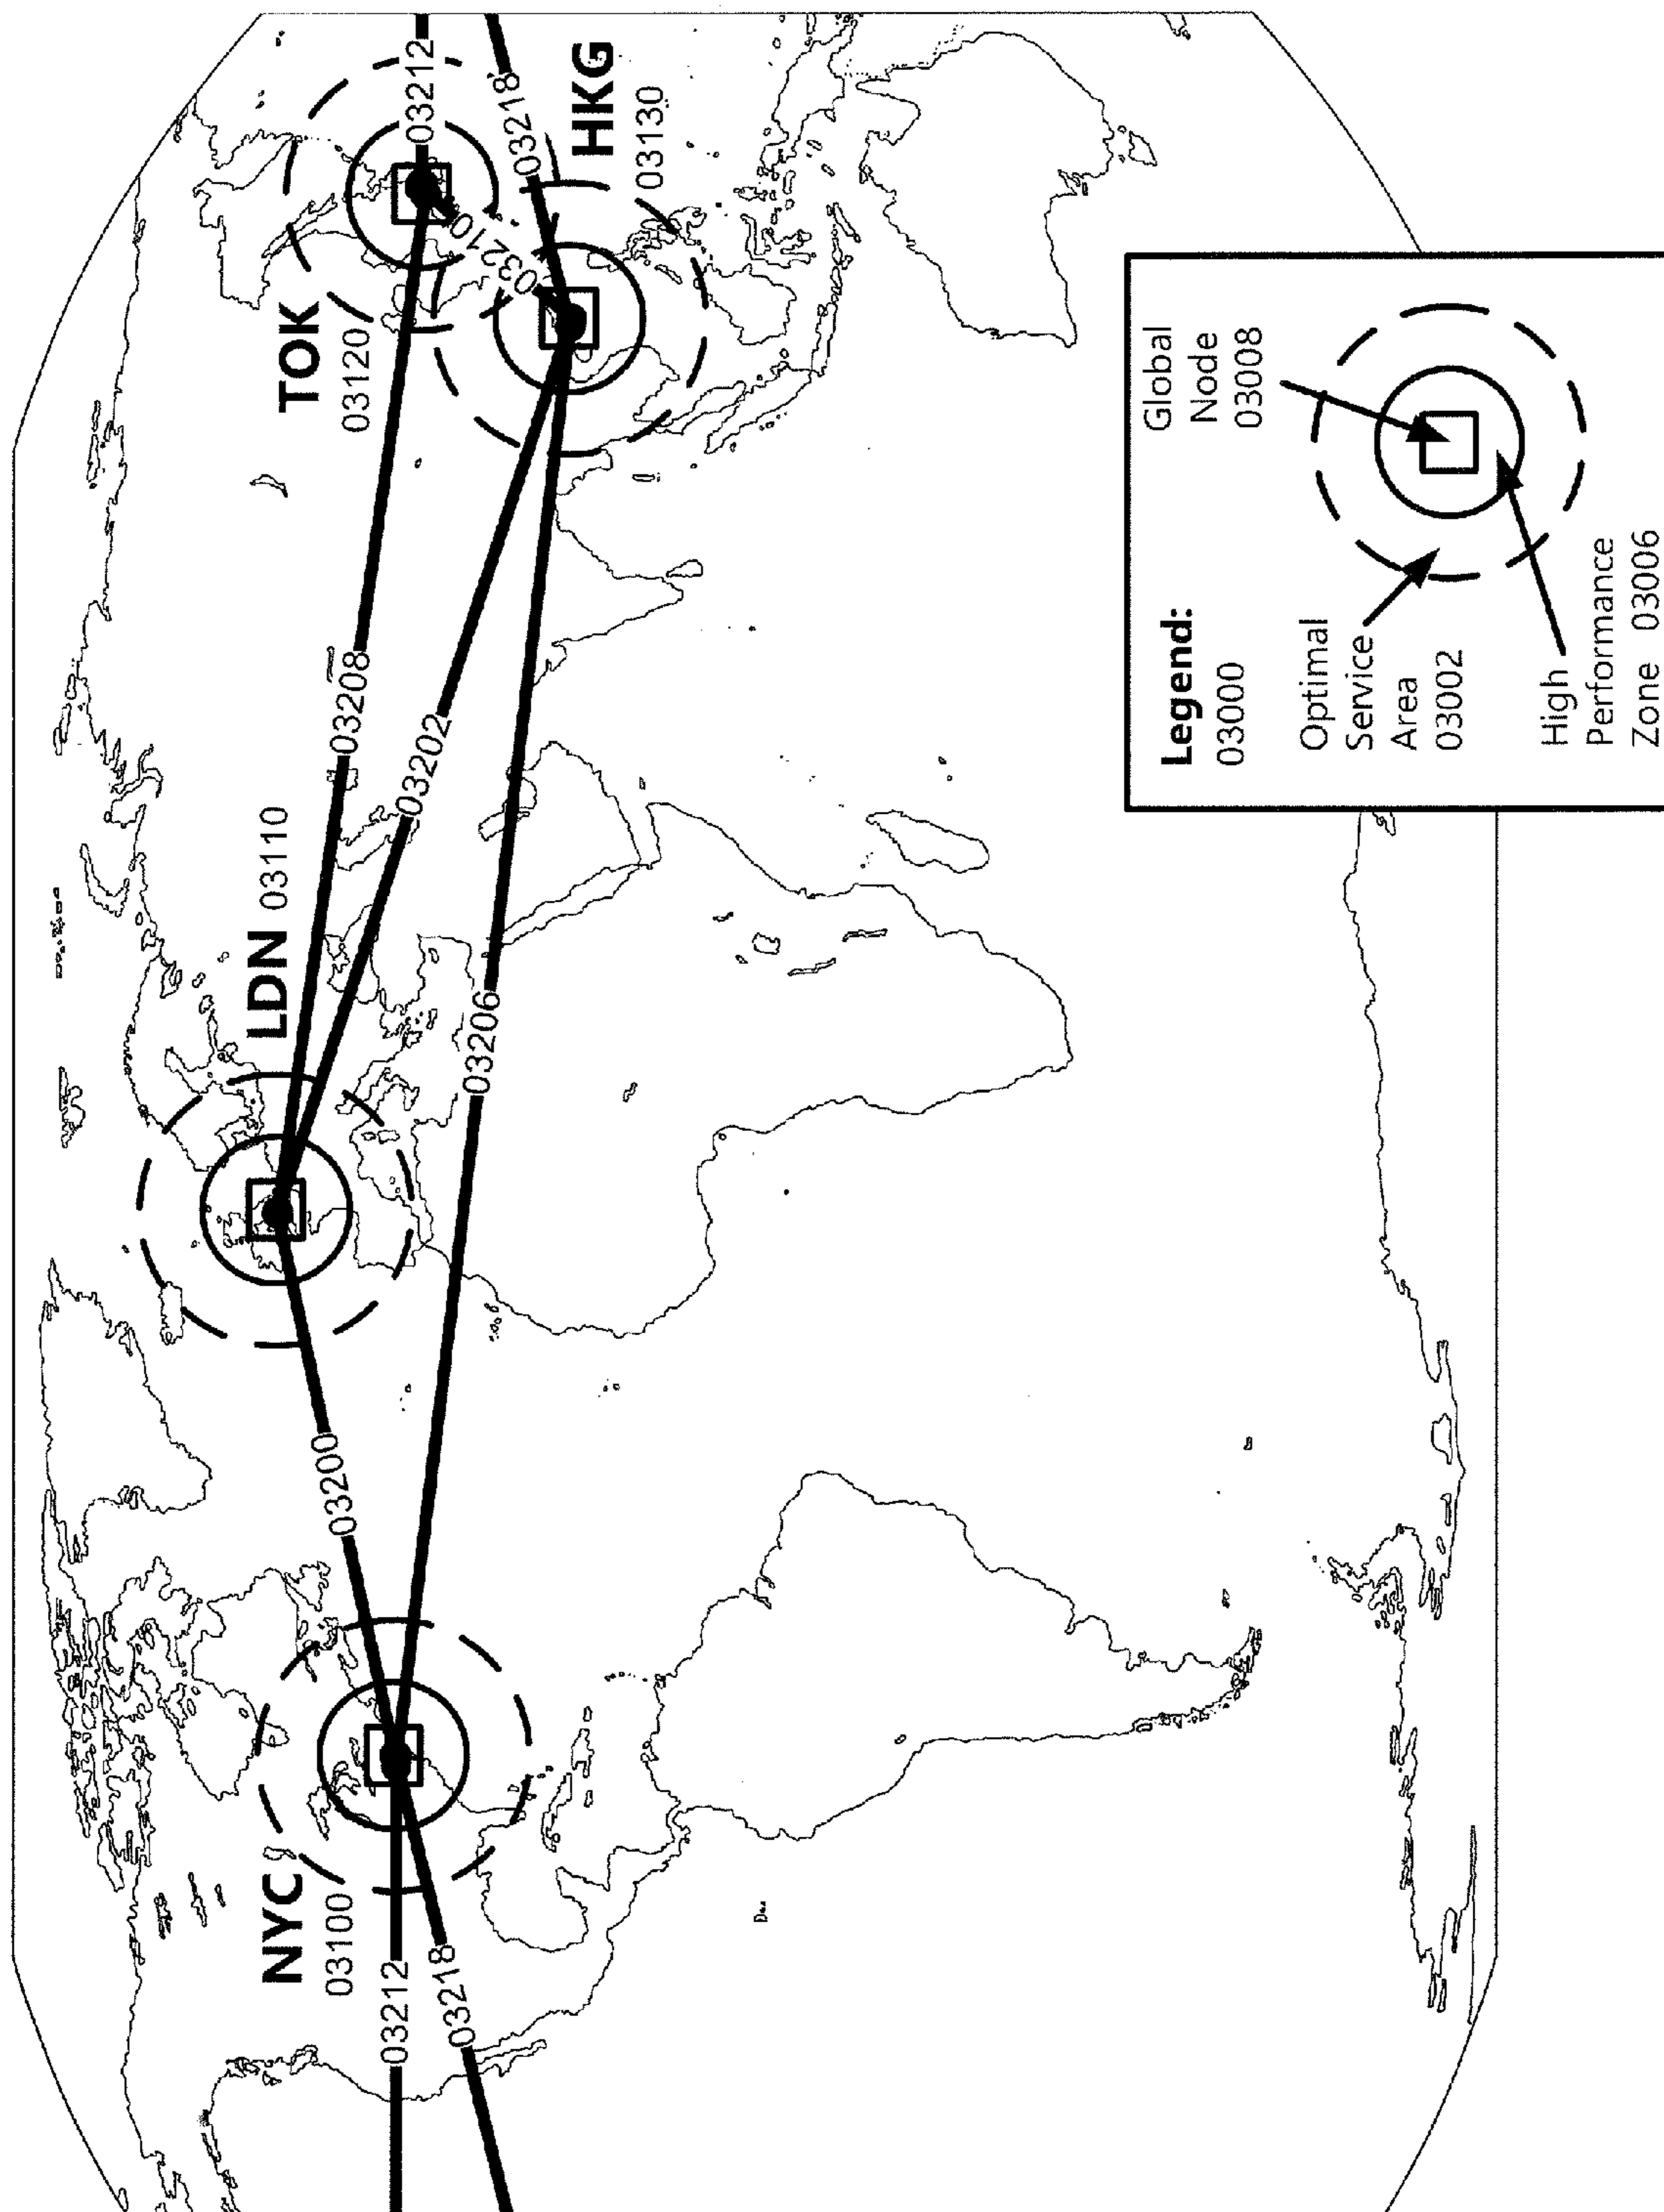 NYC
03100
LDN 03110
TOK
03120
HKG
03130
03212
03218
03200
03206
03208
03202
03210
03212
03218
Legend:
03000
Optimal
Service
Area
03002
Global
Node
03008
High
Performance
Zone 03006